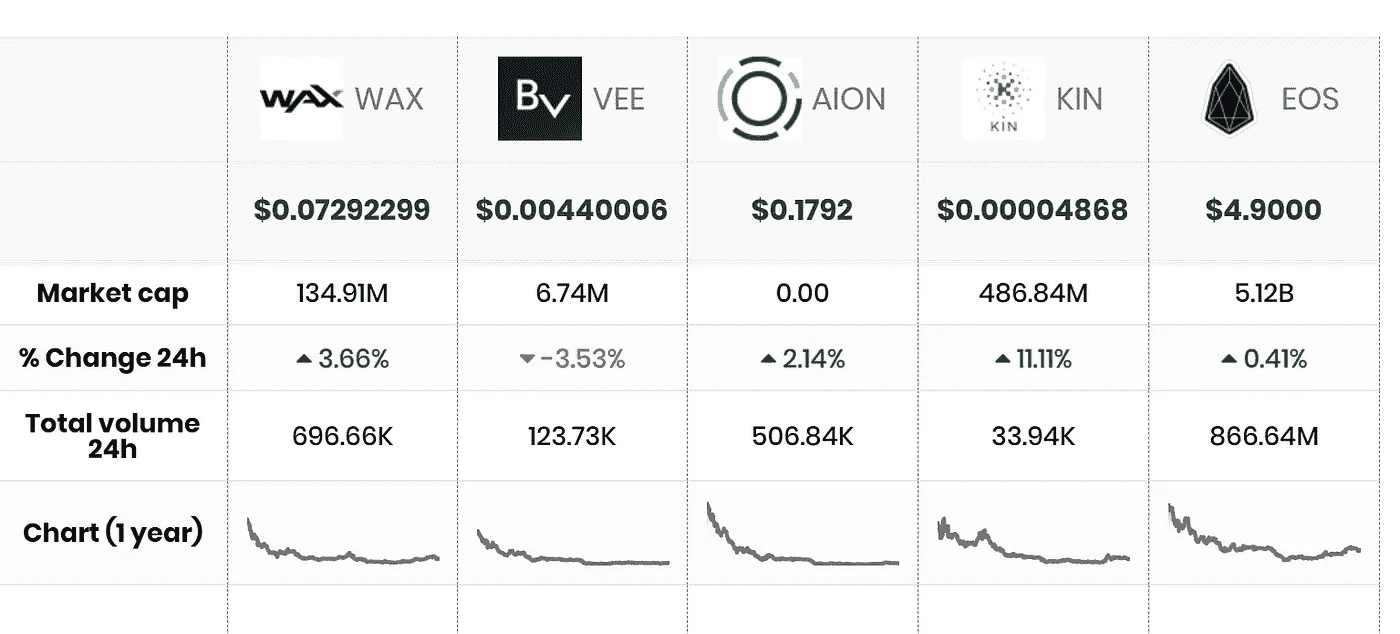 WAX WAX BV VEE AION KIN KIN EOS
$0.07292299 $0.00440006 $0.1792 $0.00004868 $4.9000
Market cap 134.91M 6.74M 0.00 486.84M 5.12B
% Change 24h 3.66% -3.53% 2.14% 11.11% 0.41%
Total volume
24h 696.66K 123.73K 506.84K 33.94K 866.64M
Chart (1 year)